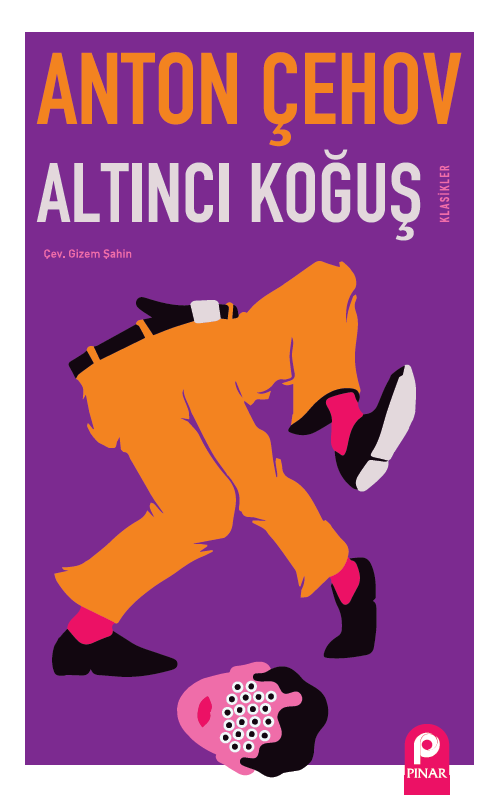 ANTON ÇEHOV
ALTINCI KOĞUŞ
KLASİKLER
Çev. Gizem Şahin
PINAR